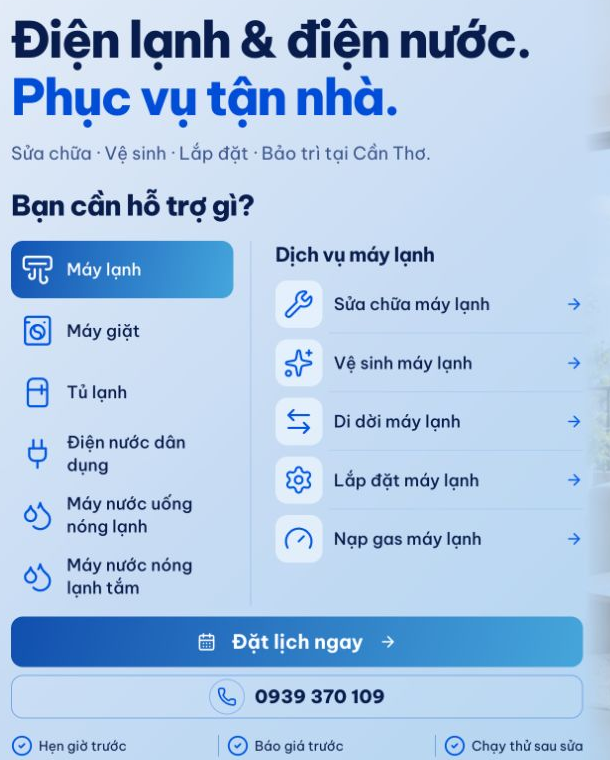 Điện lạnh & điện nước.
Phục vụ tận nhà.
Sửa chữa · Vệ sinh · Lắp đặt · Bảo trì tại Cần Thơ.
Bạn cần hỗ trợ gì?
Máy lạnh
Máy giặt
Tủ lạnh
Điện nước dân
dụng
Máy nước uống
nóng lạnh
Máy nước nóng
lạnh tắm
Dịch vụ máy lạnh
Sửa chữa máy lạnh
Vệ sinh máy lạnh
Di dời máy lạnh
Lắp đặt máy lạnh
Nạp gas máy lạnh
Đặt lịch ngay
0939 370 109
Hẹn giờ trước
Báo giá trước
Chạy thử sau sửa